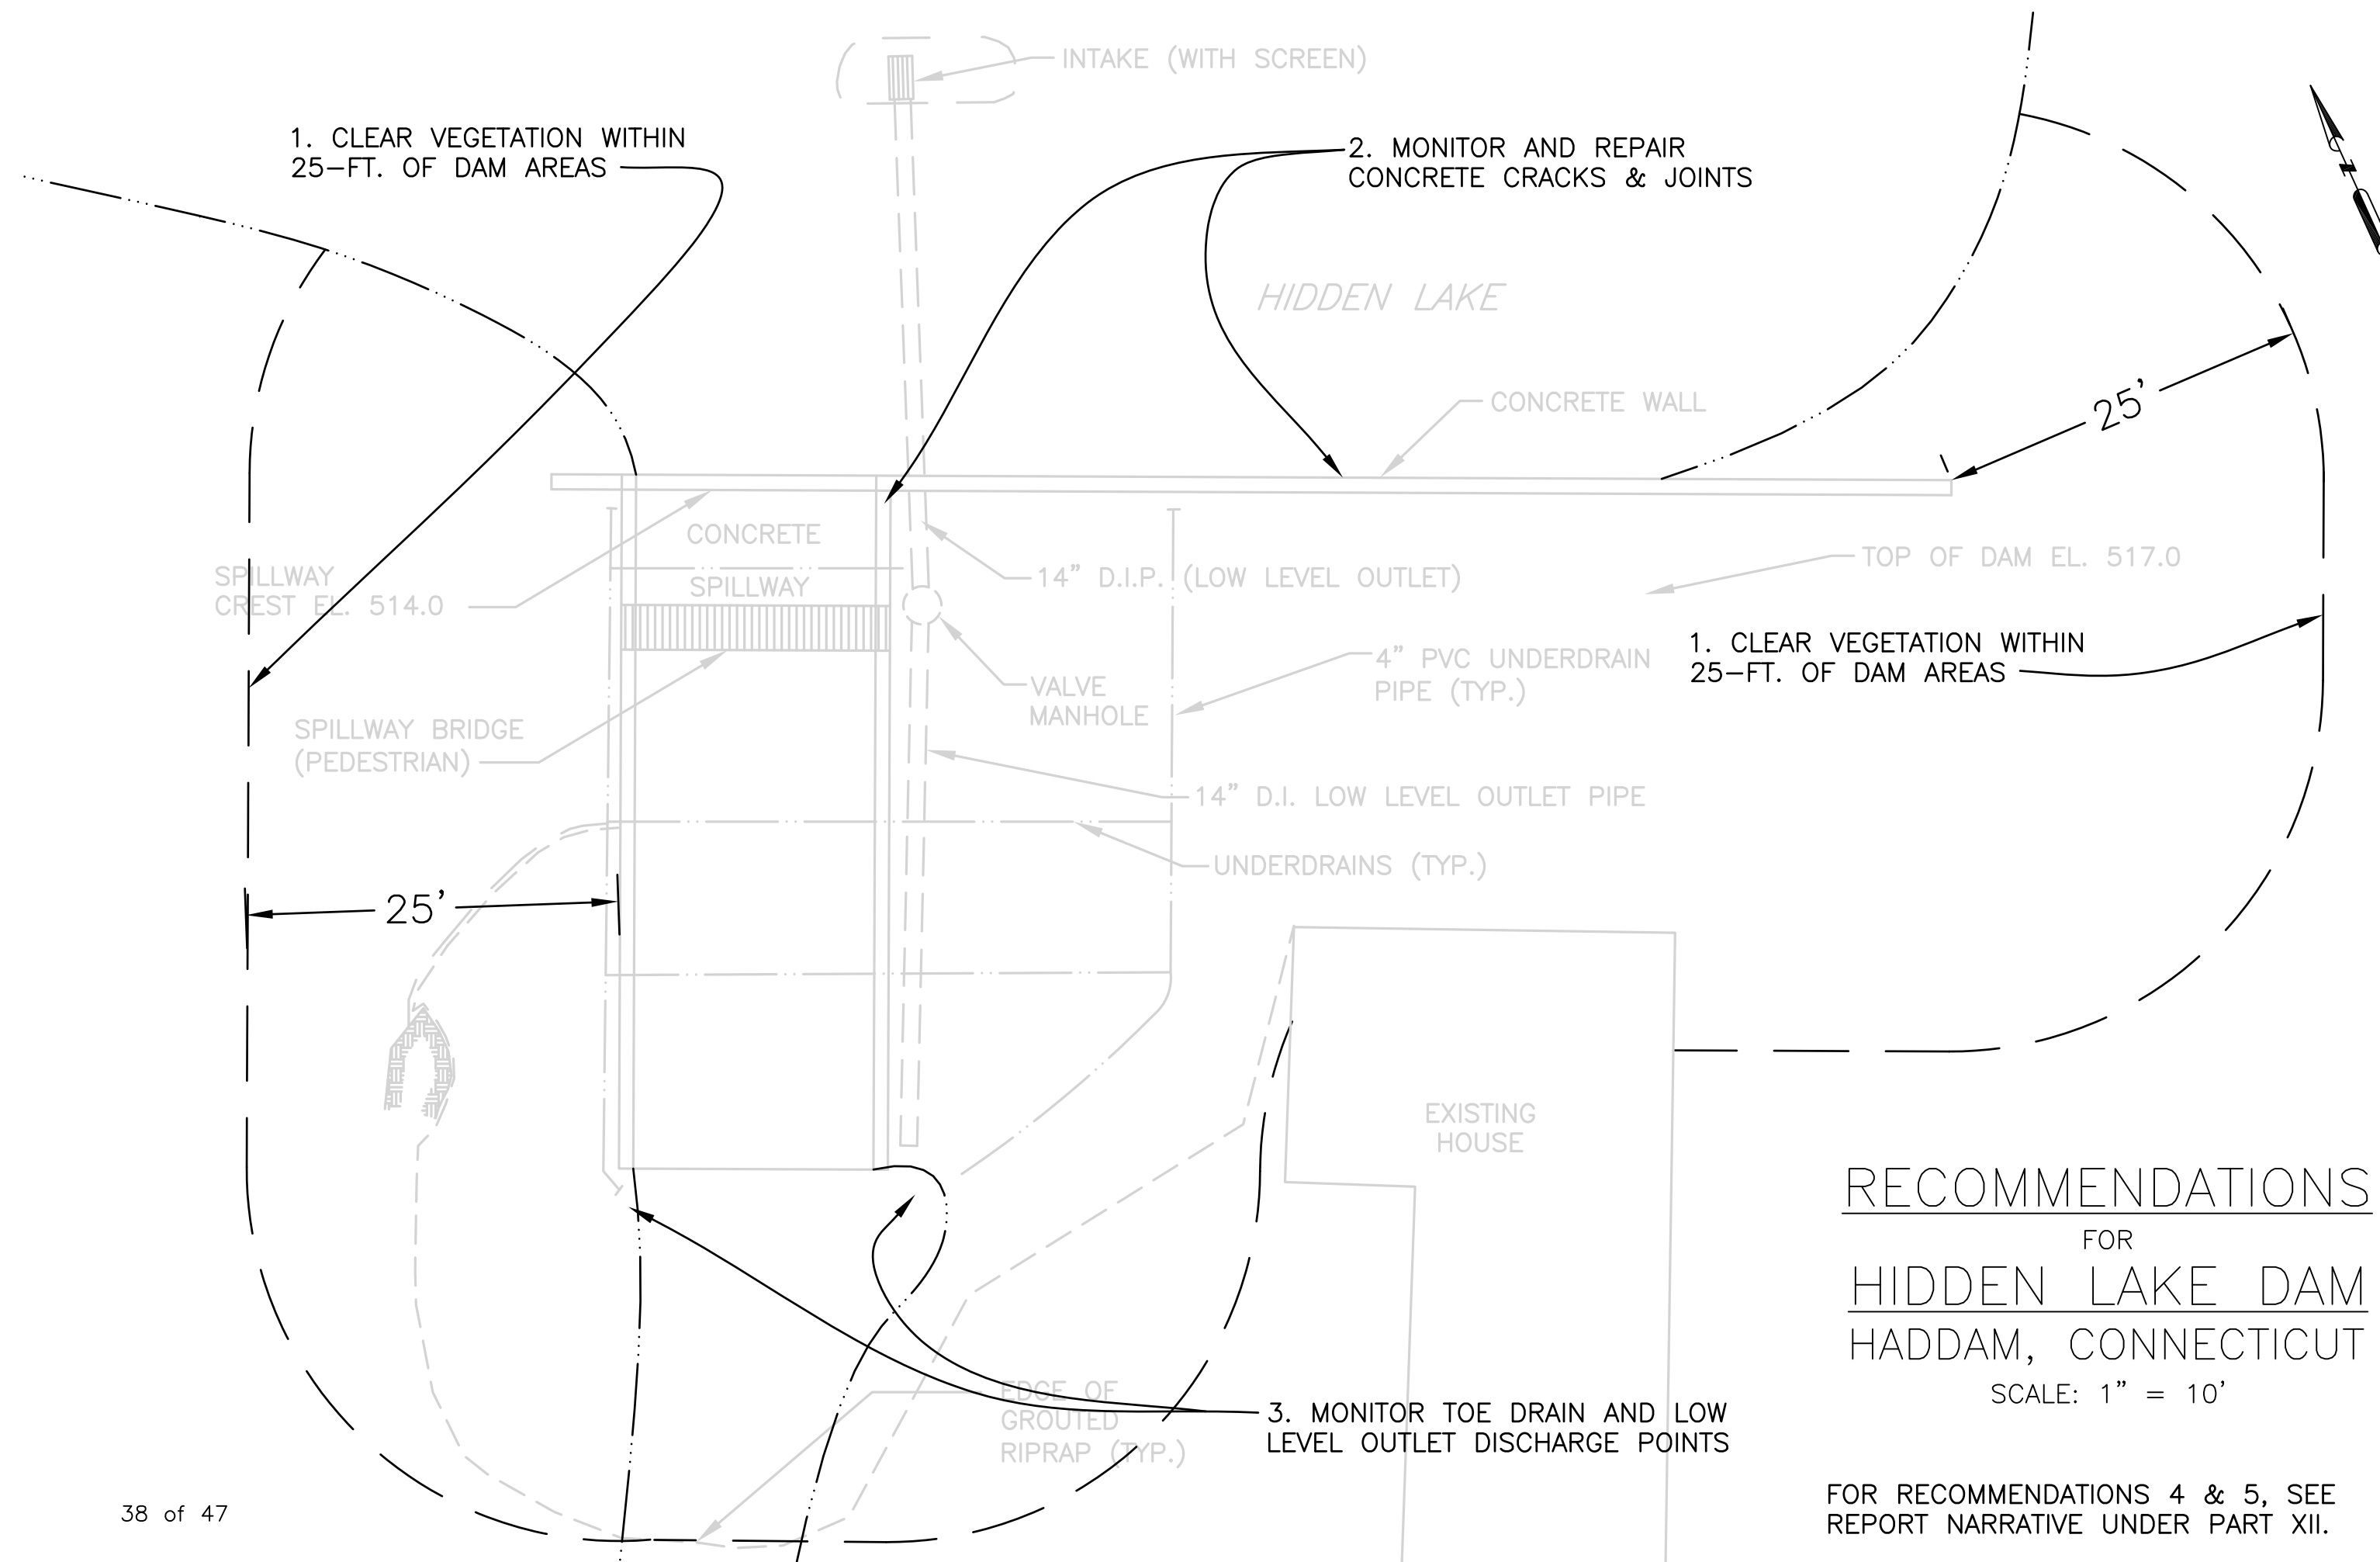 INTAKE (WITH SCREEN)
1. CLEAR VEGETATION WITHIN
25-FT. OF DAM AREAS
2. MONITOR AND REPAIR
CONCRETE CRACKS & JOINTS
HIDDEN LAKE
CONCRETE WALL
25'
CONCRETE
SPILLWAY
SPILLWAY
CREST EL. 514.0
14" D.I.P. (LOW LEVEL OUTLET)
TOP OF DAM EL. 517.0
1. CLEAR VEGETATION WITHIN
25-FT. OF DAM AREAS
4" PVC UNDERDRAIN
PIPE (TYP.)
VALVE
MANHOLE
SPILLWAY BRIDGE
(PEDESTRIAN)
14" D.I. LOW LEVEL OUTLET PIPE
UNDERDRAINS (TYP.)
25'
EXISTING
HOUSE
EDGE OF
GROUTED
RIPRAP (TYP.)
3. MONITOR TOE DRAIN AND LOW
LEVEL OUTLET DISCHARGE POINTS
RECOMMENDATIONS
FOR
HIDDEN LAKE DAM
HADDAM, CONNECTICUT
SCALE: 1" = 10'
FOR RECOMMENDATIONS 4 & 5, SEE
REPORT NARRATIVE UNDER PART XII.
38 of 47